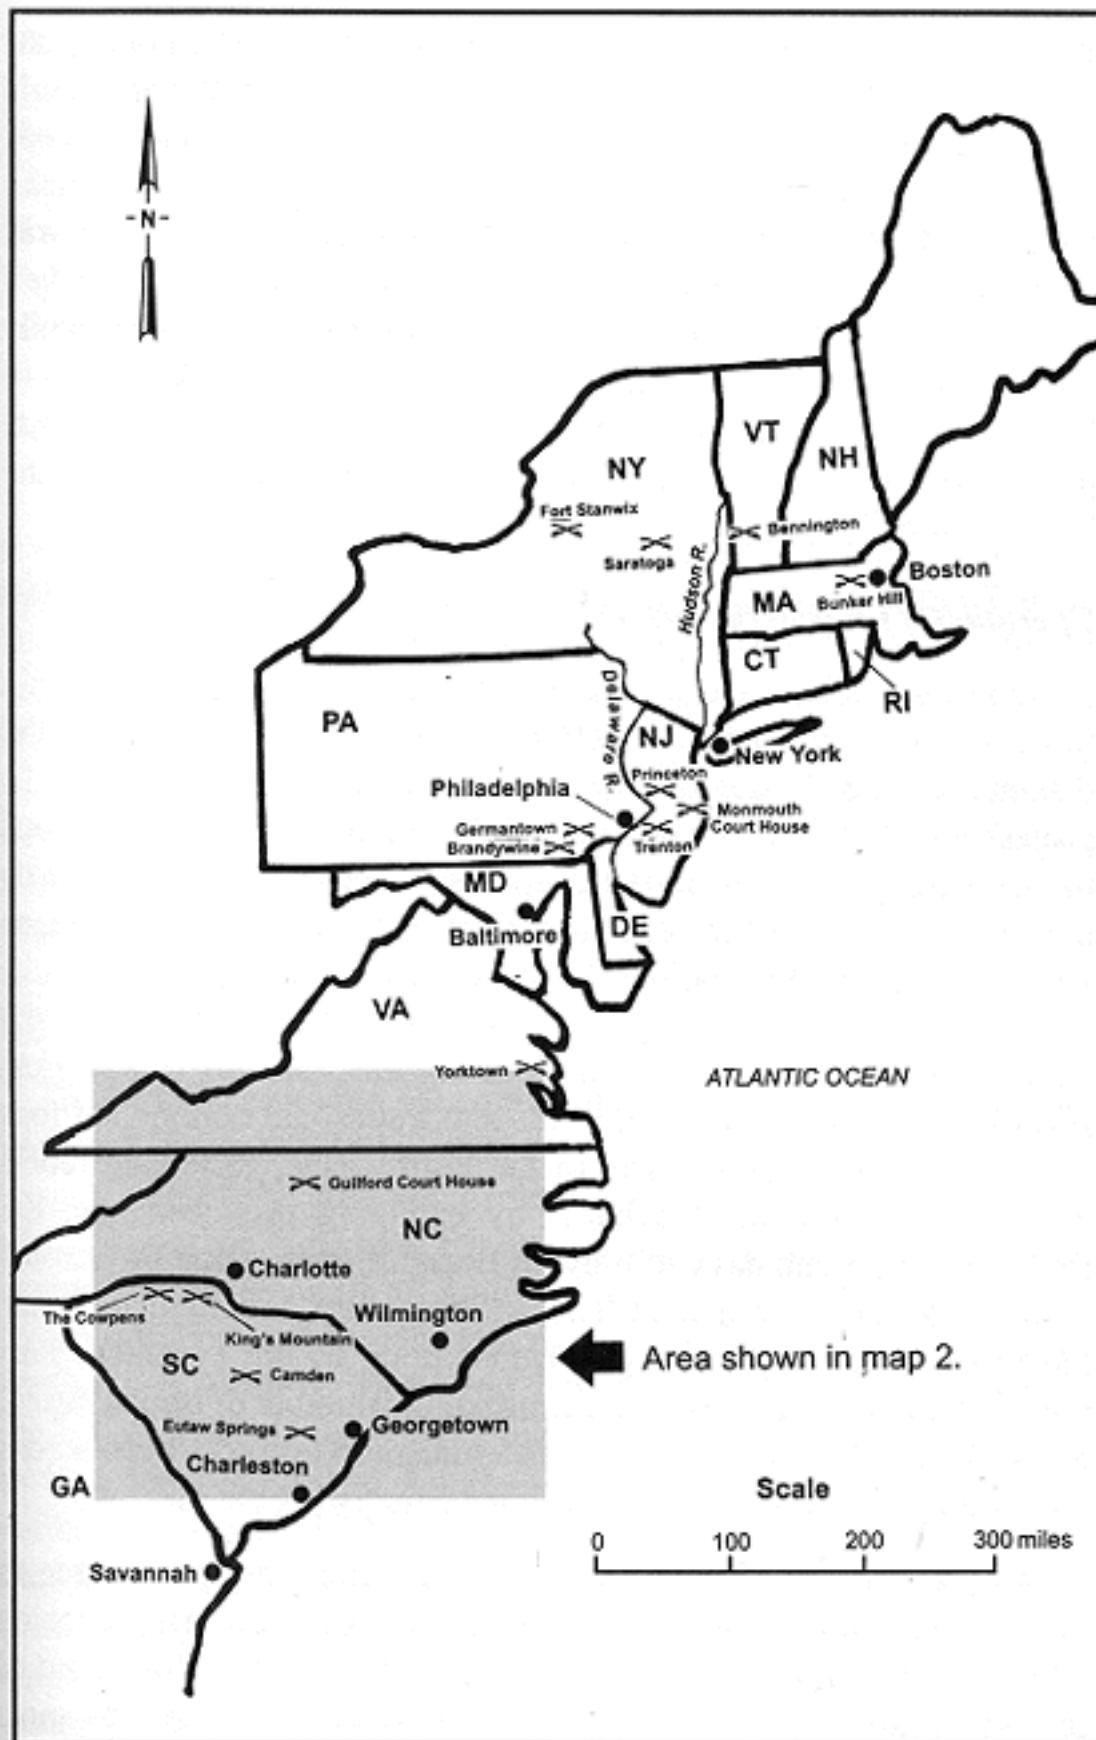 -N-
VT
NH
NY
Fort Stanwix
Bennington
Saratoga
Hudson R.
Boston
MA
Bunker Hill
CT
RI
Delaware R.
PA
NJ
New York
Princeton
Philadelphia
Monmouth
Court House
Germantown
Trenton
Brandywine
MD
DE
Baltimore
VA
Yorktown
ATLANTIC OCEAN
Guilford Court House
NC
Charlotte
The Cowpens
Wilmington
King's Mountain
SC
Area shown in map 2.
Camden
Eutaw Springs
Georgetown
Charleston
GA
Scale
0 100 200 300 miles
Savannah